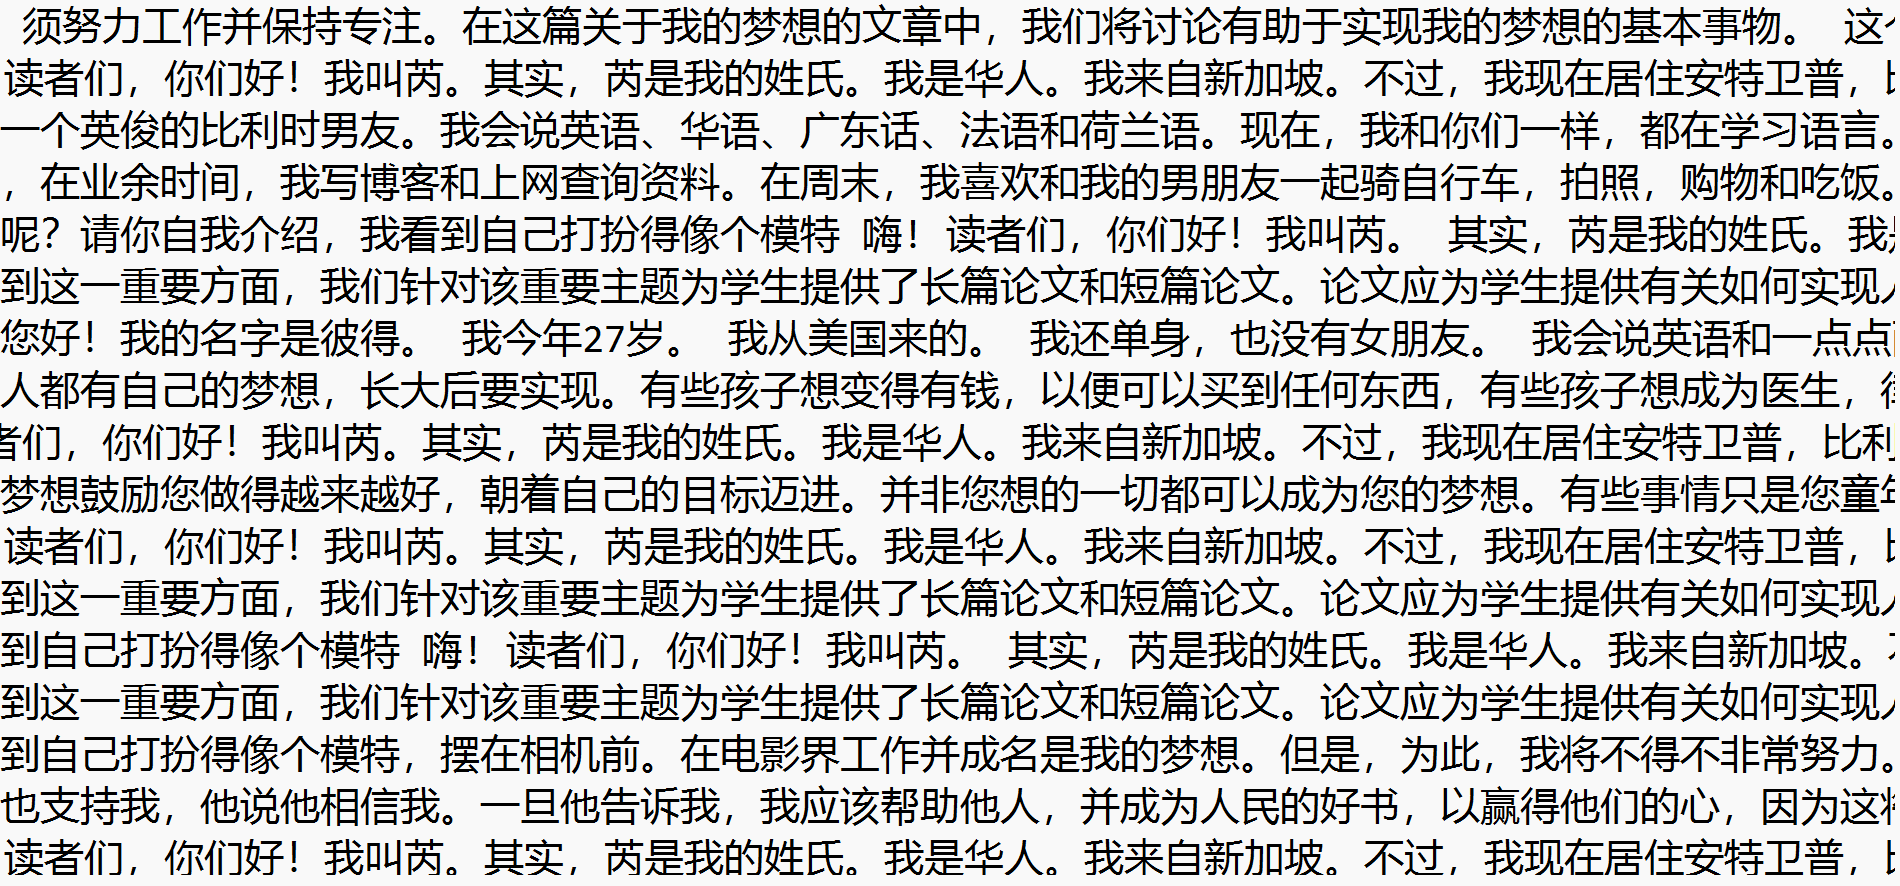 须努力工作并保持专注。在这篇关于我的梦想的文章中，我们将讨论有助于实现我的梦想的基本事物。 这
读者们，你们好！我叫芮。其实，芮是我的姓氏。我是华人。我来自新加坡。不过，我现在居住安特卫普，
一个英俊的比利时男友。我会说英语、华语、广东话、法语和荷兰语。现在，我和你们一样，都在学习语言。
，在业余时间，我写博客和上网查询资料。在周末，我喜欢和我的男朋友一起骑自行车，拍照，购物和吃饭。
呢？请你自我介绍，我看到自己打扮得像个模特 嗨！读者们，你们好！我叫芮。 其实，芮是我的姓氏。我
到这一重要方面，我们针对该重要主题为学生提供了长篇论文和短篇论文。论文应为学生提供有关如何实现
您好！我的名字是彼得。 我今年27岁。 我从美国来的。 我还单身，也没有女朋友。 我会说英语和一点点
人都有自己的梦想，长大后要实现。有些孩子想变得有钱，以便可以买到任何东西，有些孩子想成为医生，
者们，你们好！我叫芮。其实，芮是我的姓氏。我是华人。我来自新加坡。不过，我现在居住安特卫普，比利
梦想鼓励您做得越来越好，朝着自己的目标迈进。并非您想的一切都可以成为您的梦想。有些事情只是您童年
读者们，你们好！我叫芮。其实，芮是我的姓氏。我是华人。我来自新加坡。不过，我现在居住安特卫普，
到这一重要方面，我们针对该重要主题为学生提供了长篇论文和短篇论文。论文应为学生提供有关如何实现
到自己打扮得像个模特 嗨！读者们，你们好！我叫芮。 其实，芮是我的姓氏。我是华人。我来自新加坡。
到这一重要方面，我们针对该重要主题为学生提供了长篇论文和短篇论文。论文应为学生提供有关如何实现
到自己打扮得像个模特，摆在相机前。在电影界工作并成名是我的梦想。但是，为此，我将不得不非常努力。
也支持我，他说他相信我。一旦他告诉我，我应该帮助他人，并成为人民的好书，以赢得他们的心，因为这
读者们，你们好！我叫芮。其实，芮是我的姓氏。我是华人。我来自新加坡。不过，我现在居住安特卫普，